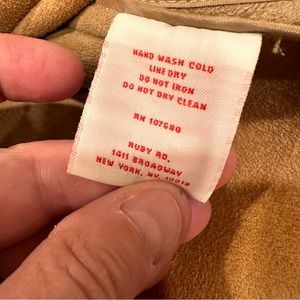 HAND WASH COLD
LINE DRY
DO NOT IRON
DO NOT DRY CLEAN
RN 107680
RUBY RD.
1411 BROADWAY
NEW YORK, NY. 10018